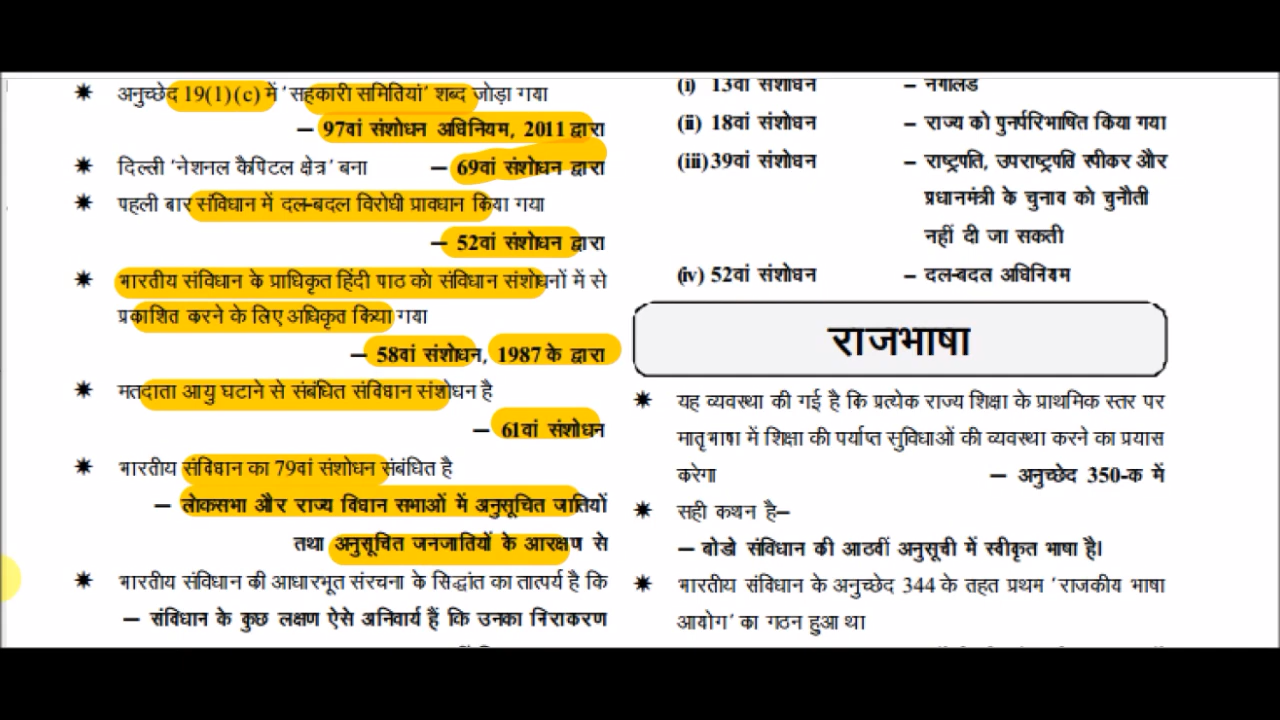 ✷ अनुच्छेद 19(1)(c) में 'सहकारी समितियां' शब्द जोड़ा गया
– 97वां संशोधन अधिनियम, 2011 द्वारा
✷ दिल्ली 'नेशनल कैपिटल क्षेत्र' बना – 69वां संशोधन द्वारा
✷ पहली बार संविधान में दल-बदल विरोधी प्रावधान किया गया
– 52वां संशोधन द्वारा
✷ भारतीय संविधान के प्राधिकृत हिंदी पाठ को संविधान संशोधनों में से
प्रकाशित करने के लिए अधिकृत किया गया
– 58वां संशोधन, 1987 के द्वारा
✷ मतदाता आयु घटाने से संबंधित संविधान संशोधन है
– 61वां संशोधन
✷ भारतीय संविधान का 79वां संशोधन संबंधित है
– लोकसभा और राज्य विधान सभाओं में अनुसूचित जातियों
तथा अनुसूचित जनजातियों के आरक्षण से
✷ भारतीय संविधान की आधारभूत संरचना के सिद्धांत का तात्पर्य है कि
– संविधान के कुछ लक्षण ऐसे अनिवार्य हैं कि उनका निराकरण
(i) 13वां संशोधन – नगालैंड
(ii) 18वां संशोधन – राज्य को पुनर्परिभाषित किया गया
(iii) 39वां संशोधन – राष्ट्रपति, उपराष्ट्रपति स्पीकर और
प्रधानमंत्री के चुनाव को चुनौती
नहीं दी जा सकती
(iv) 52वां संशोधन – दल-बदल अधिनियम
राजभाषा
✷ यह व्यवस्था की गई है कि प्रत्येक राज्य शिक्षा के प्राथमिक स्तर पर
मातृभाषा में शिक्षा की पर्याप्त सुविधाओं की व्यवस्था करने का प्रयास
करेगा – अनुच्छेद 350-क में
✷ सही कथन है–
– बोडो संविधान की आठवीं अनुसूची में स्वीकृत भाषा है।
✷ भारतीय संविधान के अनुच्छेद 344 के तहत प्रथम 'राजकीय भाषा
आयोग' का गठन हुआ था